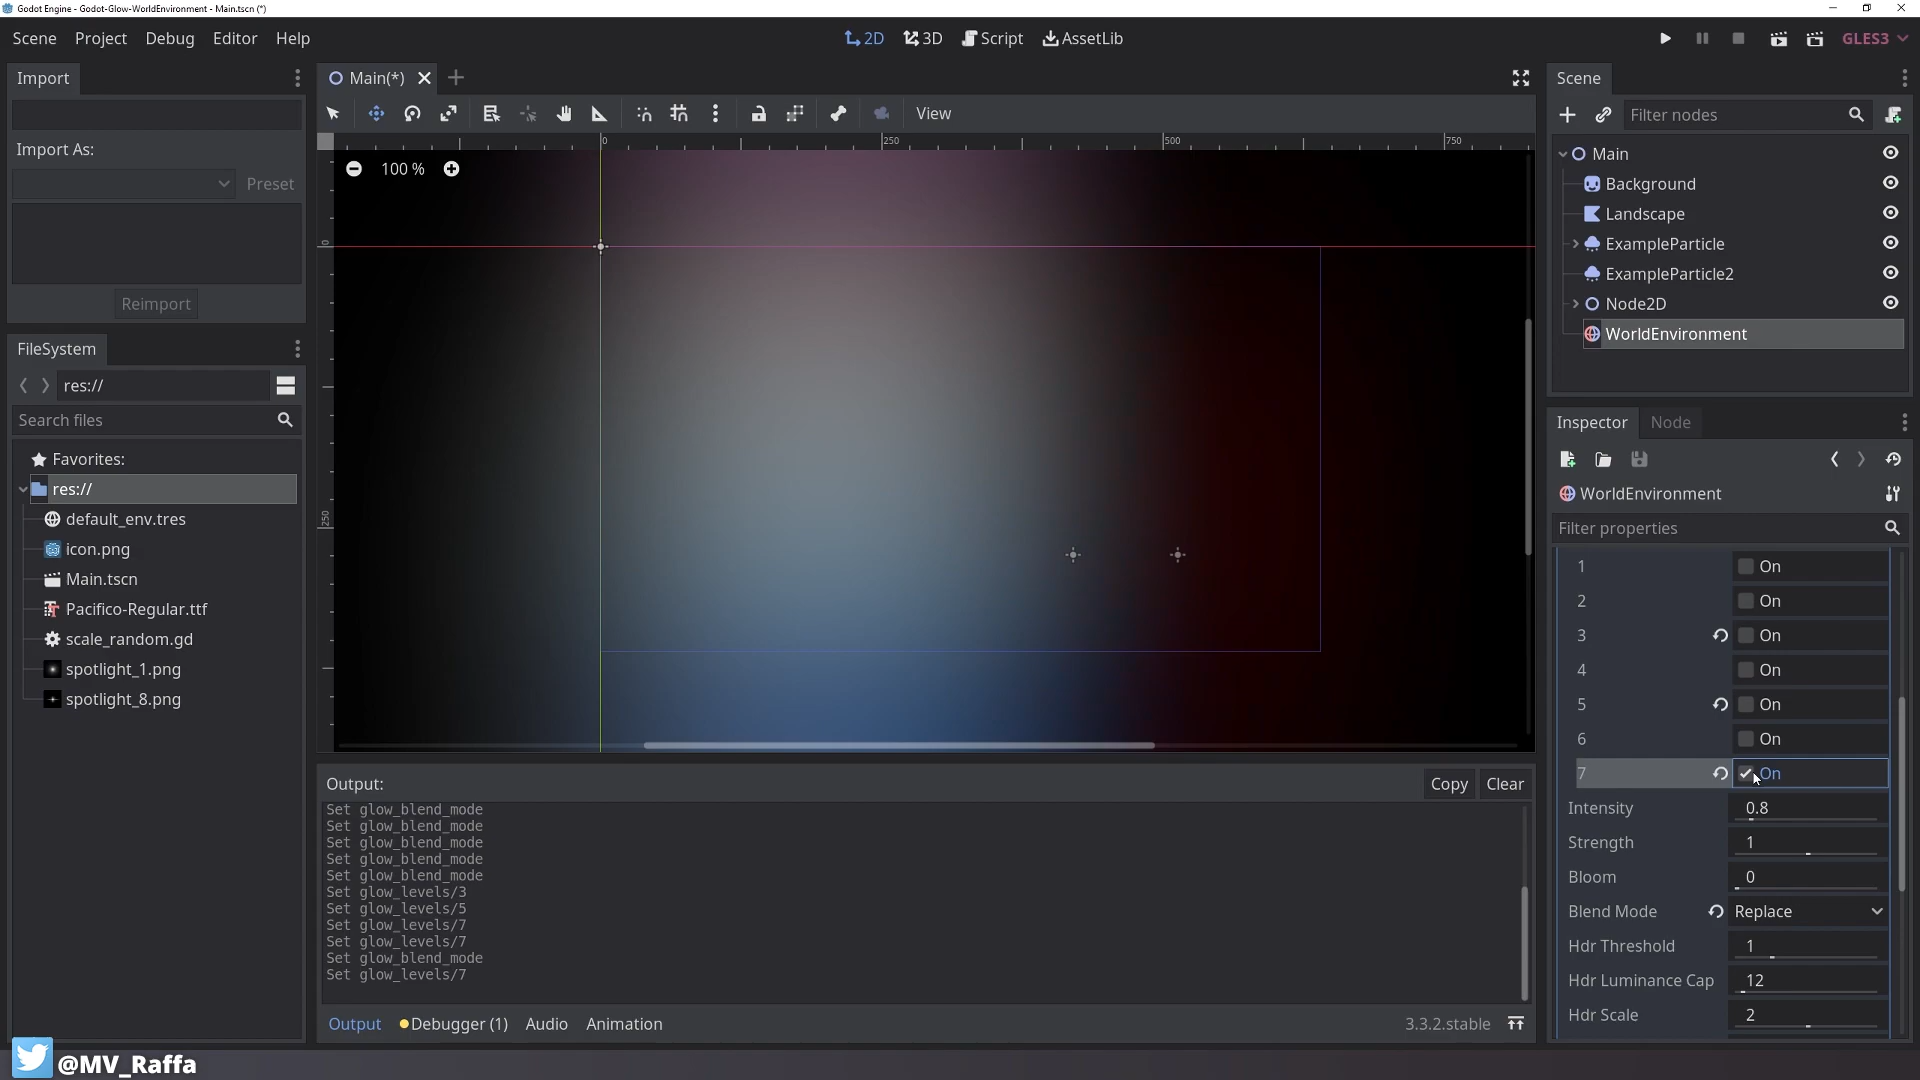 Godot Engine - Godot-Glow-WorldEnvironment - Main.tscn (*)
Scene Project Debug Editor Help
2D 3D Script AssetLib
GLES3
Import
Import As:
Preset
Reimport
FileSystem
res://
Search files
Favorites:
res://
default_env.tres
icon.png
Main.tscn
Pacifico-Regular.ttf
scale_random.gd
spotlight_1.png
spotlight_8.png
Main(*)
View
0 250 500 750
100 %
0
250
Output:
Copy Clear
Set glow_blend_mode
Set glow_blend_mode
Set glow_blend_mode
Set glow_blend_mode
Set glow_blend_mode
Set glow_levels/3
Set glow_levels/5
Set glow_levels/7
Set glow_levels/7
Set glow_blend_mode
Set glow_levels/7
Output Debugger (1) Audio Animation 3.3.2.stable
Scene
Filter nodes
Main
Background
Landscape
ExampleParticle
ExampleParticle2
Node2D
WorldEnvironment
Inspector Node
WorldEnvironment
Filter properties
1 On
2 On
3 On
4 On
5 On
6 On
7 On
Intensity 0.8
Strength 1
Bloom 0
Blend Mode Replace
Hdr Threshold 1
Hdr Luminance Cap 12
Hdr Scale 2
@MV_Raffa